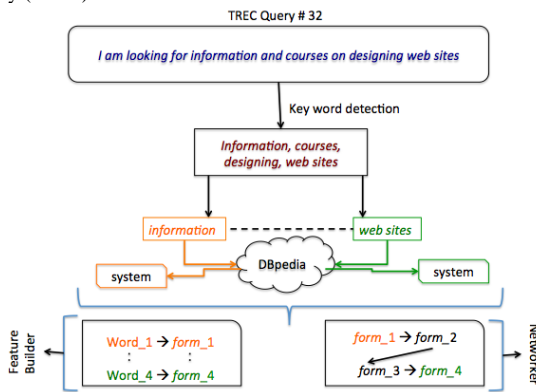 TREC Query # 32
I am looking for information and courses on designing web sites
Key word detection
Information, courses,
designing, web sites
information
web sites
DBpedia
system
system
Feature
Builder
Word_1 → form_1
: :
Word_4 → form_4
form_1 → form_2
form_3 → form_4
Networker